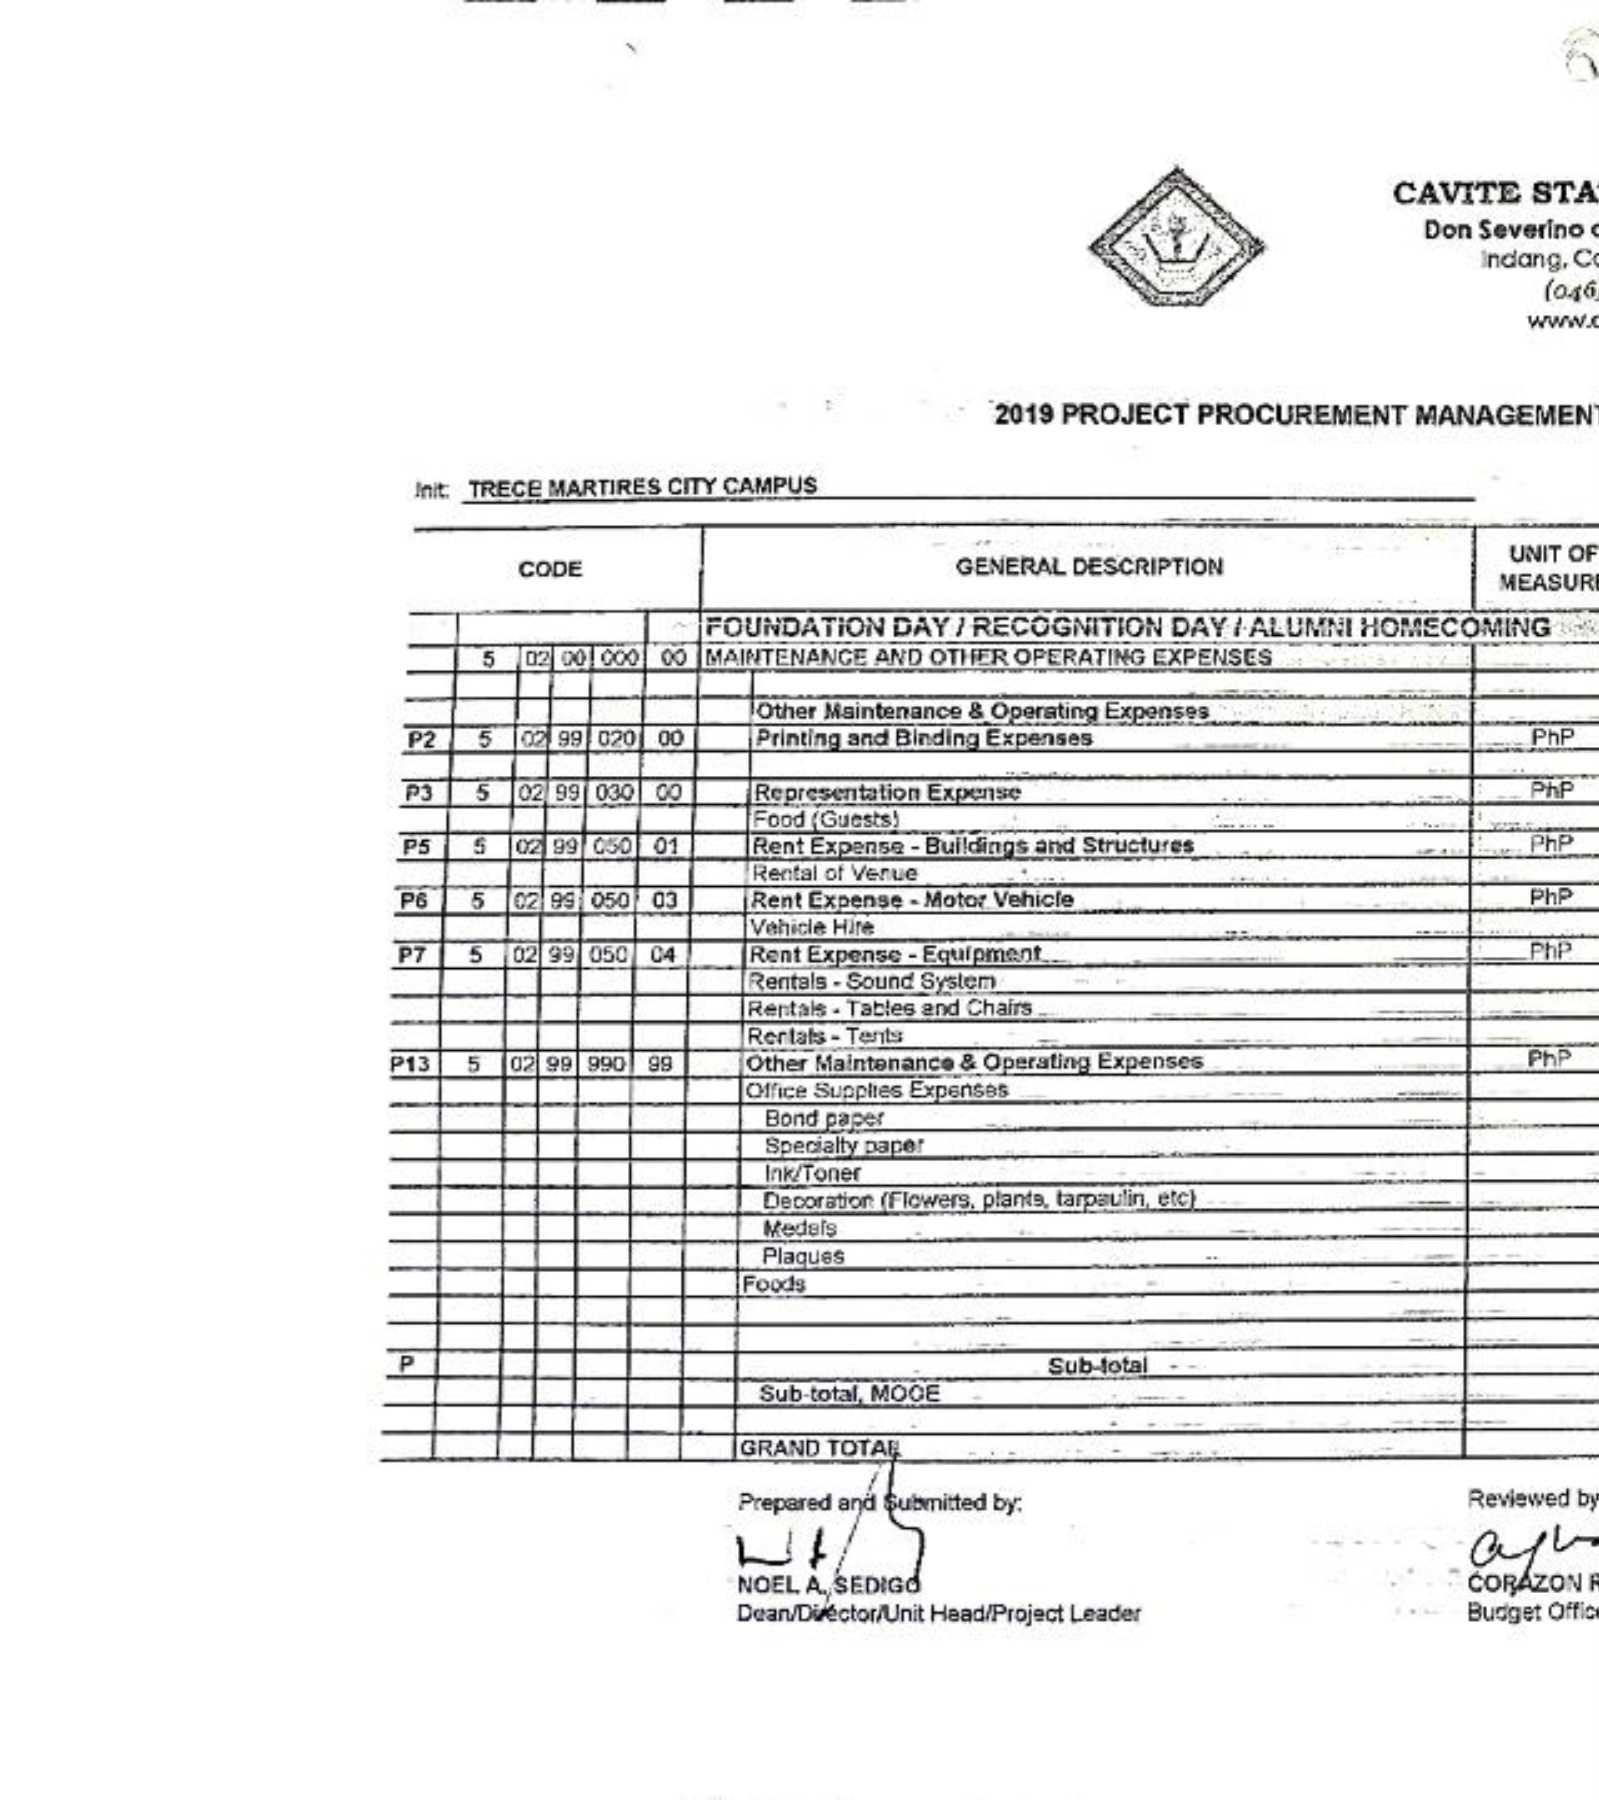 CAVITE STA
Don Severino d
Indang, Ca
(046)
www.c
2019 PROJECT PROCUREMENT MANAGEMENT
Jnit: TRECE MARTIRES CITY CAMPUS
CODE GENERAL DESCRIPTION UNIT OF MEASURE
FOUNDATION DAY / RECOGNITION DAY / ALUMNI HOMECOMING
5 02 00 000 00 MAINTENANCE AND OTHER OPERATING EXPENSES
Other Maintenance & Operating Expenses
P2 5 02 99 020 00 Printing and Binding Expenses PhP
P3 5 02 99 030 00 Representation Expense PhP
Food (Guests)
P5 5 02 99 050 01 Rent Expense - Buildings and Structures PhP
Rental of Venue
P6 5 02 99 050 03 Rent Expense - Motor Vehicle PhP
Vehicle Hire
P7 5 02 99 050 04 Rent Expense - Equipment PhP
Rentals - Sound System
Rentals - Tables and Chairs
Rentals - Tents
P13 5 02 99 990 99 Other Maintenance & Operating Expenses PhP
Office Supplies Expenses
Bond paper
Specialty paper
Ink/Toner
Decoration (Flowers, plants, tarpaulin, etc)
Medals
Plaques
Foods
P Sub-total
Sub-total, MOOE
GRAND TOTAL
Prepared and Submitted by: Reviewed by
NOEL A. SEDIGO CORAZON R
Dean/Director/Unit Head/Project Leader Budget Office